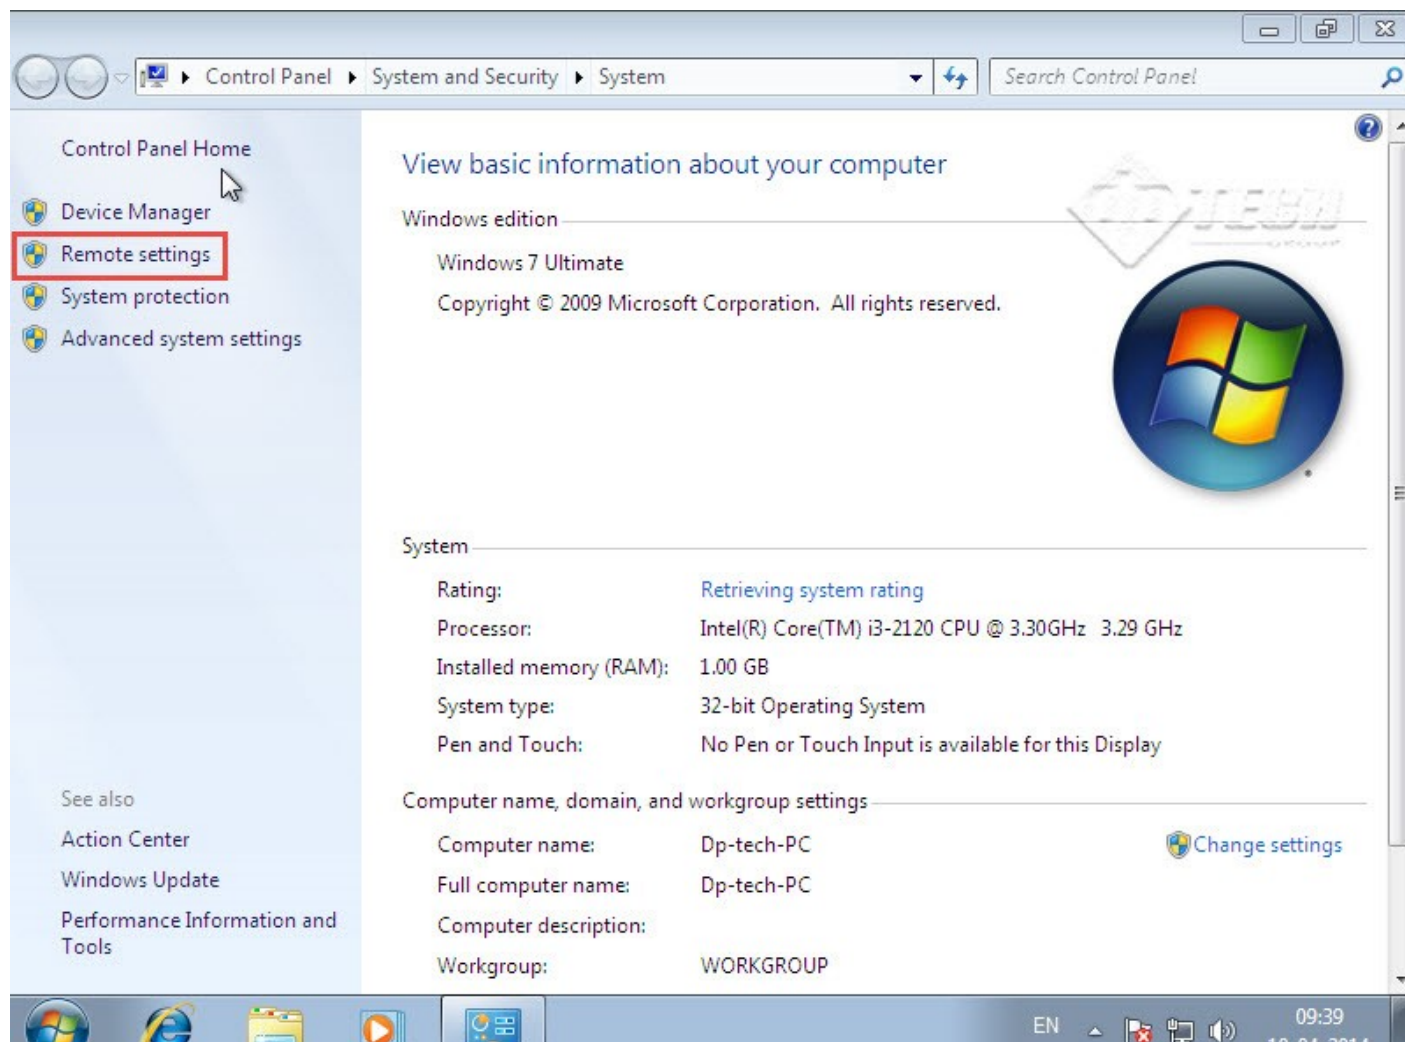 Control Panel
System and Security
System
Search Control Panel
Control Panel Home
Device Manager
Remote settings
System protection
Advanced system settings
See also
Action Center
Windows Update
Performance Information and
Tools
View basic information about your computer
TECH
Windows edition
Windows 7 Ultimate
Copyright © 2009 Microsoft Corporation. All rights reserved.
System
Rating: Retrieving system rating
Processor: Intel(R) Core(TM) i3-2120 CPU @ 3.30GHz 3.29 GHz
Installed memory (RAM): 1.00 GB
System type: 32-bit Operating System
Pen and Touch: No Pen or Touch Input is available for this Display
Computer name, domain, and workgroup settings
Computer name: Dp-tech-PC
Change settings
Full computer name: Dp-tech-PC
Computer description:
Workgroup: WORKGROUP
EN
09:39